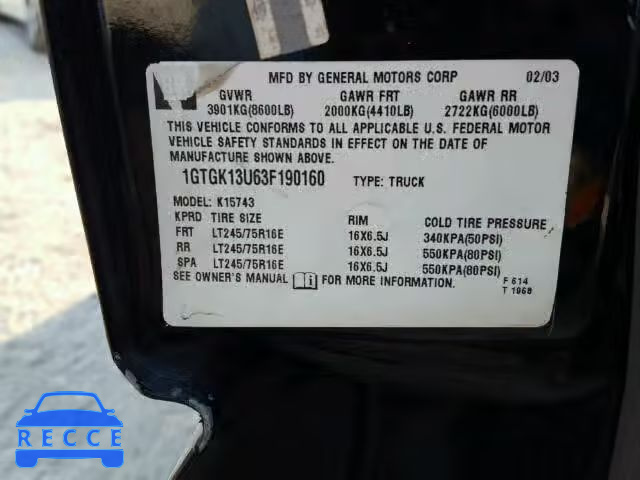 MFD BY GENERAL MOTORS CORP 02/03
GVWR GAWR FRT GAWR RR
3901KG(8600LB) 2000KG(4410LB) 2722KG(6000LB)
THIS VEHICLE CONFORMS TO ALL APPLICABLE U.S. FEDERAL MOTOR
VEHICLE SAFETY STANDARDS IN EFFECT ON THE DATE OF
MANUFACTURE SHOWN ABOVE.
1GTGK13U63F190160 TYPE: TRUCK
MODEL: K15743
KPRD TIRE SIZE RIM COLD TIRE PRESSURE
FRT LT245/75R16E 16X6.5J 340KPA(50PSI)
RR LT245/75R16E 16X6.5J 550KPA(80PSI)
SPA LT245/75R16E 16X6.5J 550KPA(80PSI)
SEE OWNER'S MANUAL i FOR MORE INFORMATION.
F 614
T 1968
RECCE